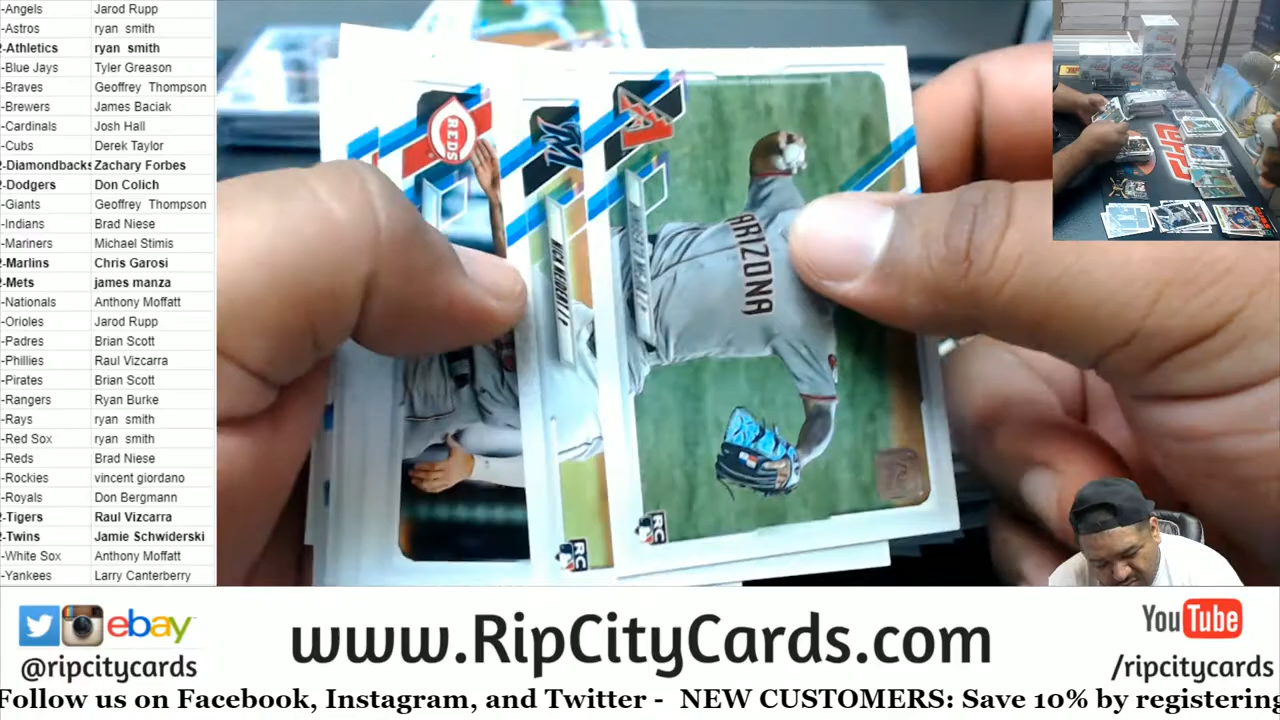 -Angels Jarod Rupp
-Astros ryan smith
2-Athletics ryan smith
-Blue Jays Tyler Greason
-Braves Geoffrey Thompson
-Brewers James Baciak
-Cardinals Josh Hall
-Cubs Derek Taylor
2-Diamondbacks Zachary Forbes
2-Dodgers Don Colich
-Giants Geoffrey Thompson
-Indians Brad Niese
-Mariners Michael Stimis
2-Marlins Chris Garosi
2-Mets james manza
-Nationals Anthony Moffatt
-Orioles Jarod Rupp
-Padres Brian Scott
-Phillies Raul Vizcarra
-Pirates Brian Scott
-Rangers Ryan Burke
-Rays ryan smith
-Red Sox ryan smith
-Reds Brad Niese
-Rockies vincent giordano
-Royals Don Bergmann
2-Tigers Raul Vizcarra
2-Twins Jamie Schwiderski
-White Sox Anthony Moffatt
-Yankees Larry Canterberry
REDS
ARIZONA
RC
RC
ebay
@ripcitycards
www.RipCityCards.com
YouTube
/ripcitycards
Follow us on Facebook, Instagram, and Twitter - NEW CUSTOMERS: Save 10% by registering